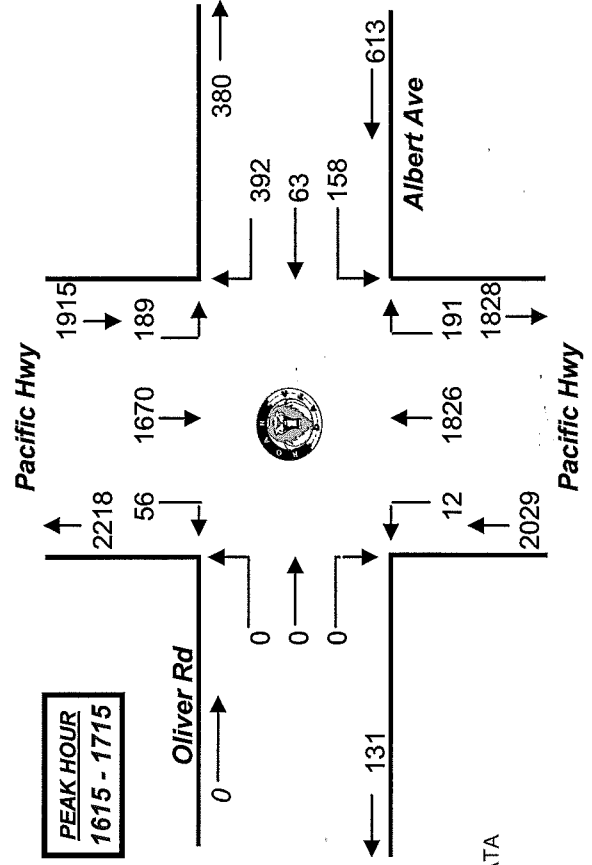 PEAK HOUR
1615 - 1715
Pacific Hwy
2218
1915
56
1670
189
380
Oliver Rd
0
392
63
158
0
0
0
R O A N
D A T A
613
Albert Ave
131
12
1826
191
2029
1828
Pacific Hwy
ATA